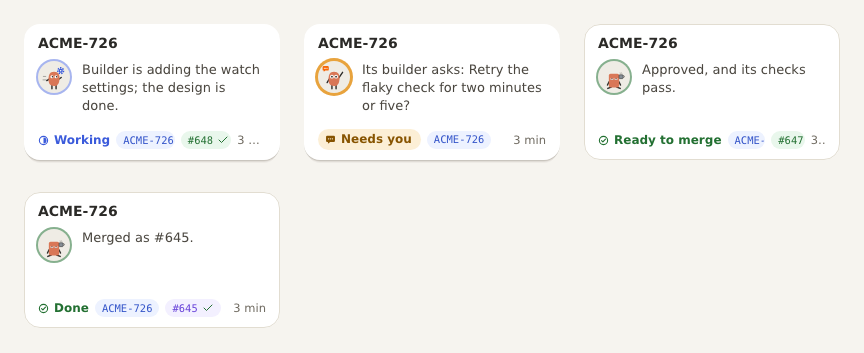 ACME-726
Builder is adding the watch
settings; the design is
done.
Working ACME-726 #648 3 ...
ACME-726
Its builder asks: Retry the
flaky check for two minutes
or five?
Needs you ACME-726 3 min
ACME-726
Approved, and its checks
pass.
Ready to merge ACME- #647 3..
ACME-726
Merged as #645.
Done ACME-726 #645 3 min